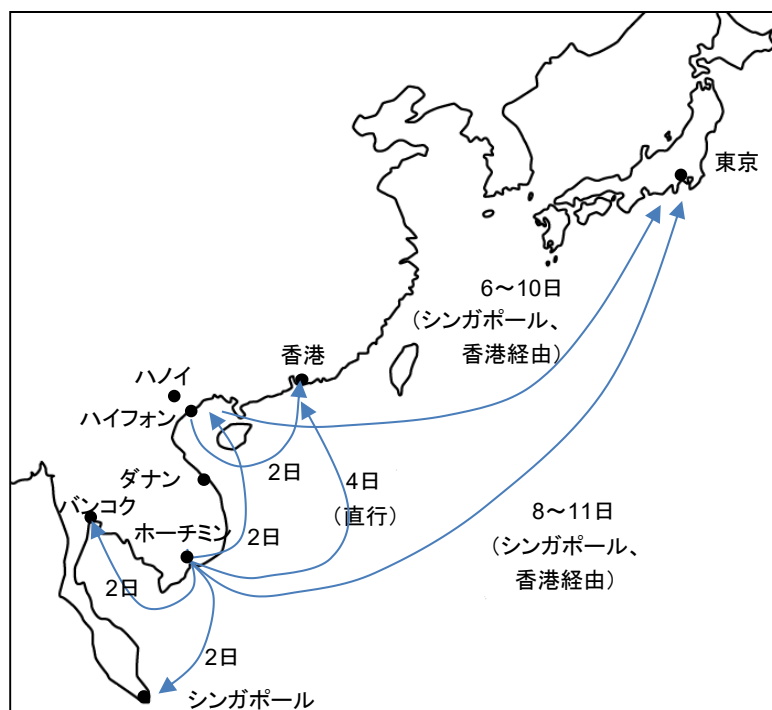 東京
6～10日
（シンガポール、
香港経由）
香港
ハノイ
ハイフォン
2日
ダナン
4日
（直行）
バンコク
ホーチミン
2日
8～11日
（シンガポール、
香港経由）
2日
2日
シンガポール